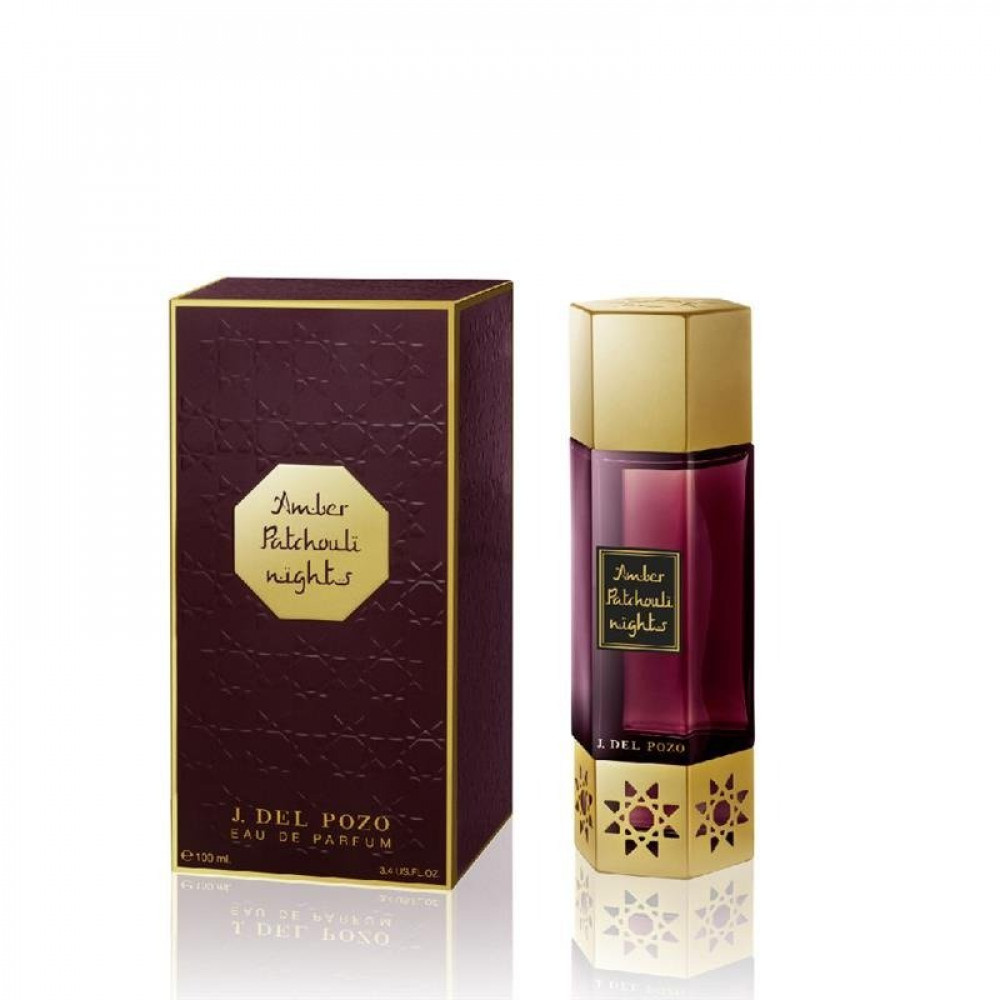 Amber
Patchouli
nights
J. DEL POZO
EAU DE PARFUM
℮ 100 ml.
3.4 US.FL.OZ
Amber
Patchouli
nights
J. DEL POZO